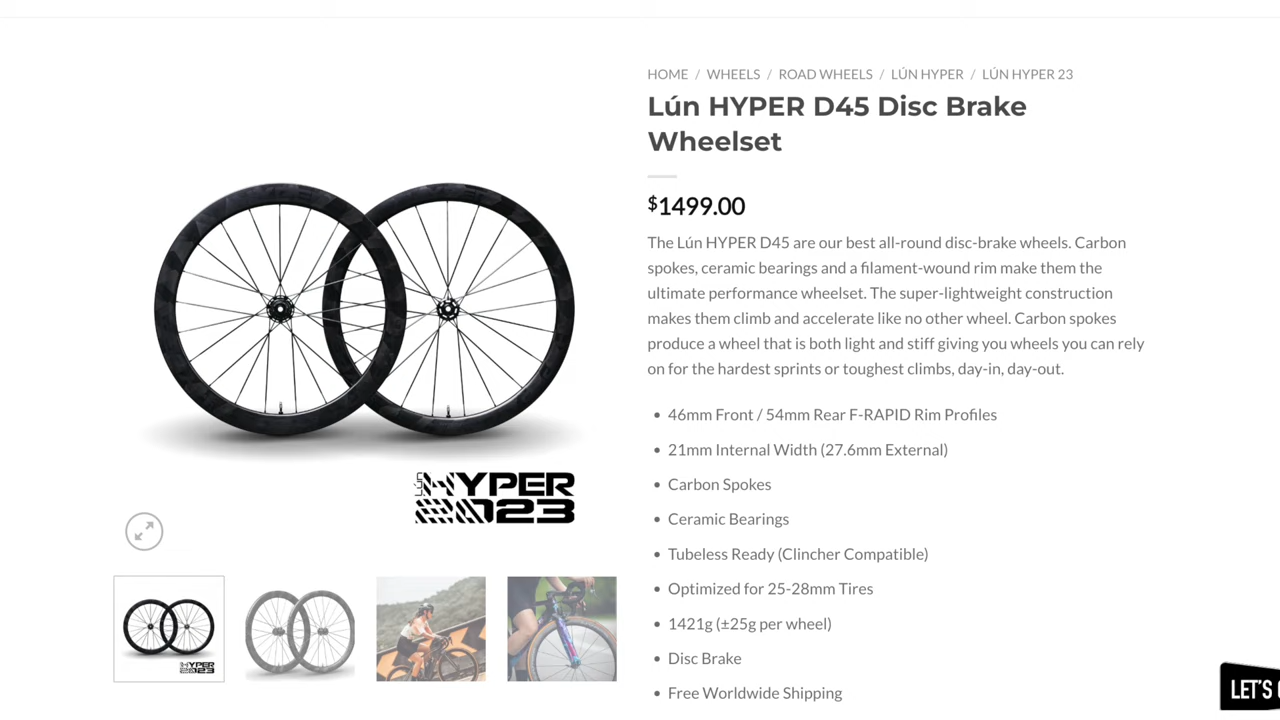 HOME / WHEELS / ROAD WHEELS / LÚN HYPER / LÚN HYPER 23
Lún HYPER D45 Disc Brake
Wheelset
$1499.00
The Lún HYPER D45 are our best all-round disc-brake wheels. Carbon
spokes, ceramic bearings and a filament-wound rim make them the
ultimate performance wheelset. The super-lightweight construction
makes them climb and accelerate like no other wheel. Carbon spokes
produce a wheel that is both light and stiff giving you wheels you can rely
on for the hardest sprints or toughest climbs, day-in, day-out.
• 46mm Front / 54mm Rear F-RAPID Rim Profiles
• 21mm Internal Width (27.6mm External)
• Carbon Spokes
• Ceramic Bearings
• Tubeless Ready (Clincher Compatible)
• Optimized for 25-28mm Tires
• 1421g (±25g per wheel)
• Disc Brake
• Free Worldwide Shipping
Lún HYPER
2023
HYPER
LET'S